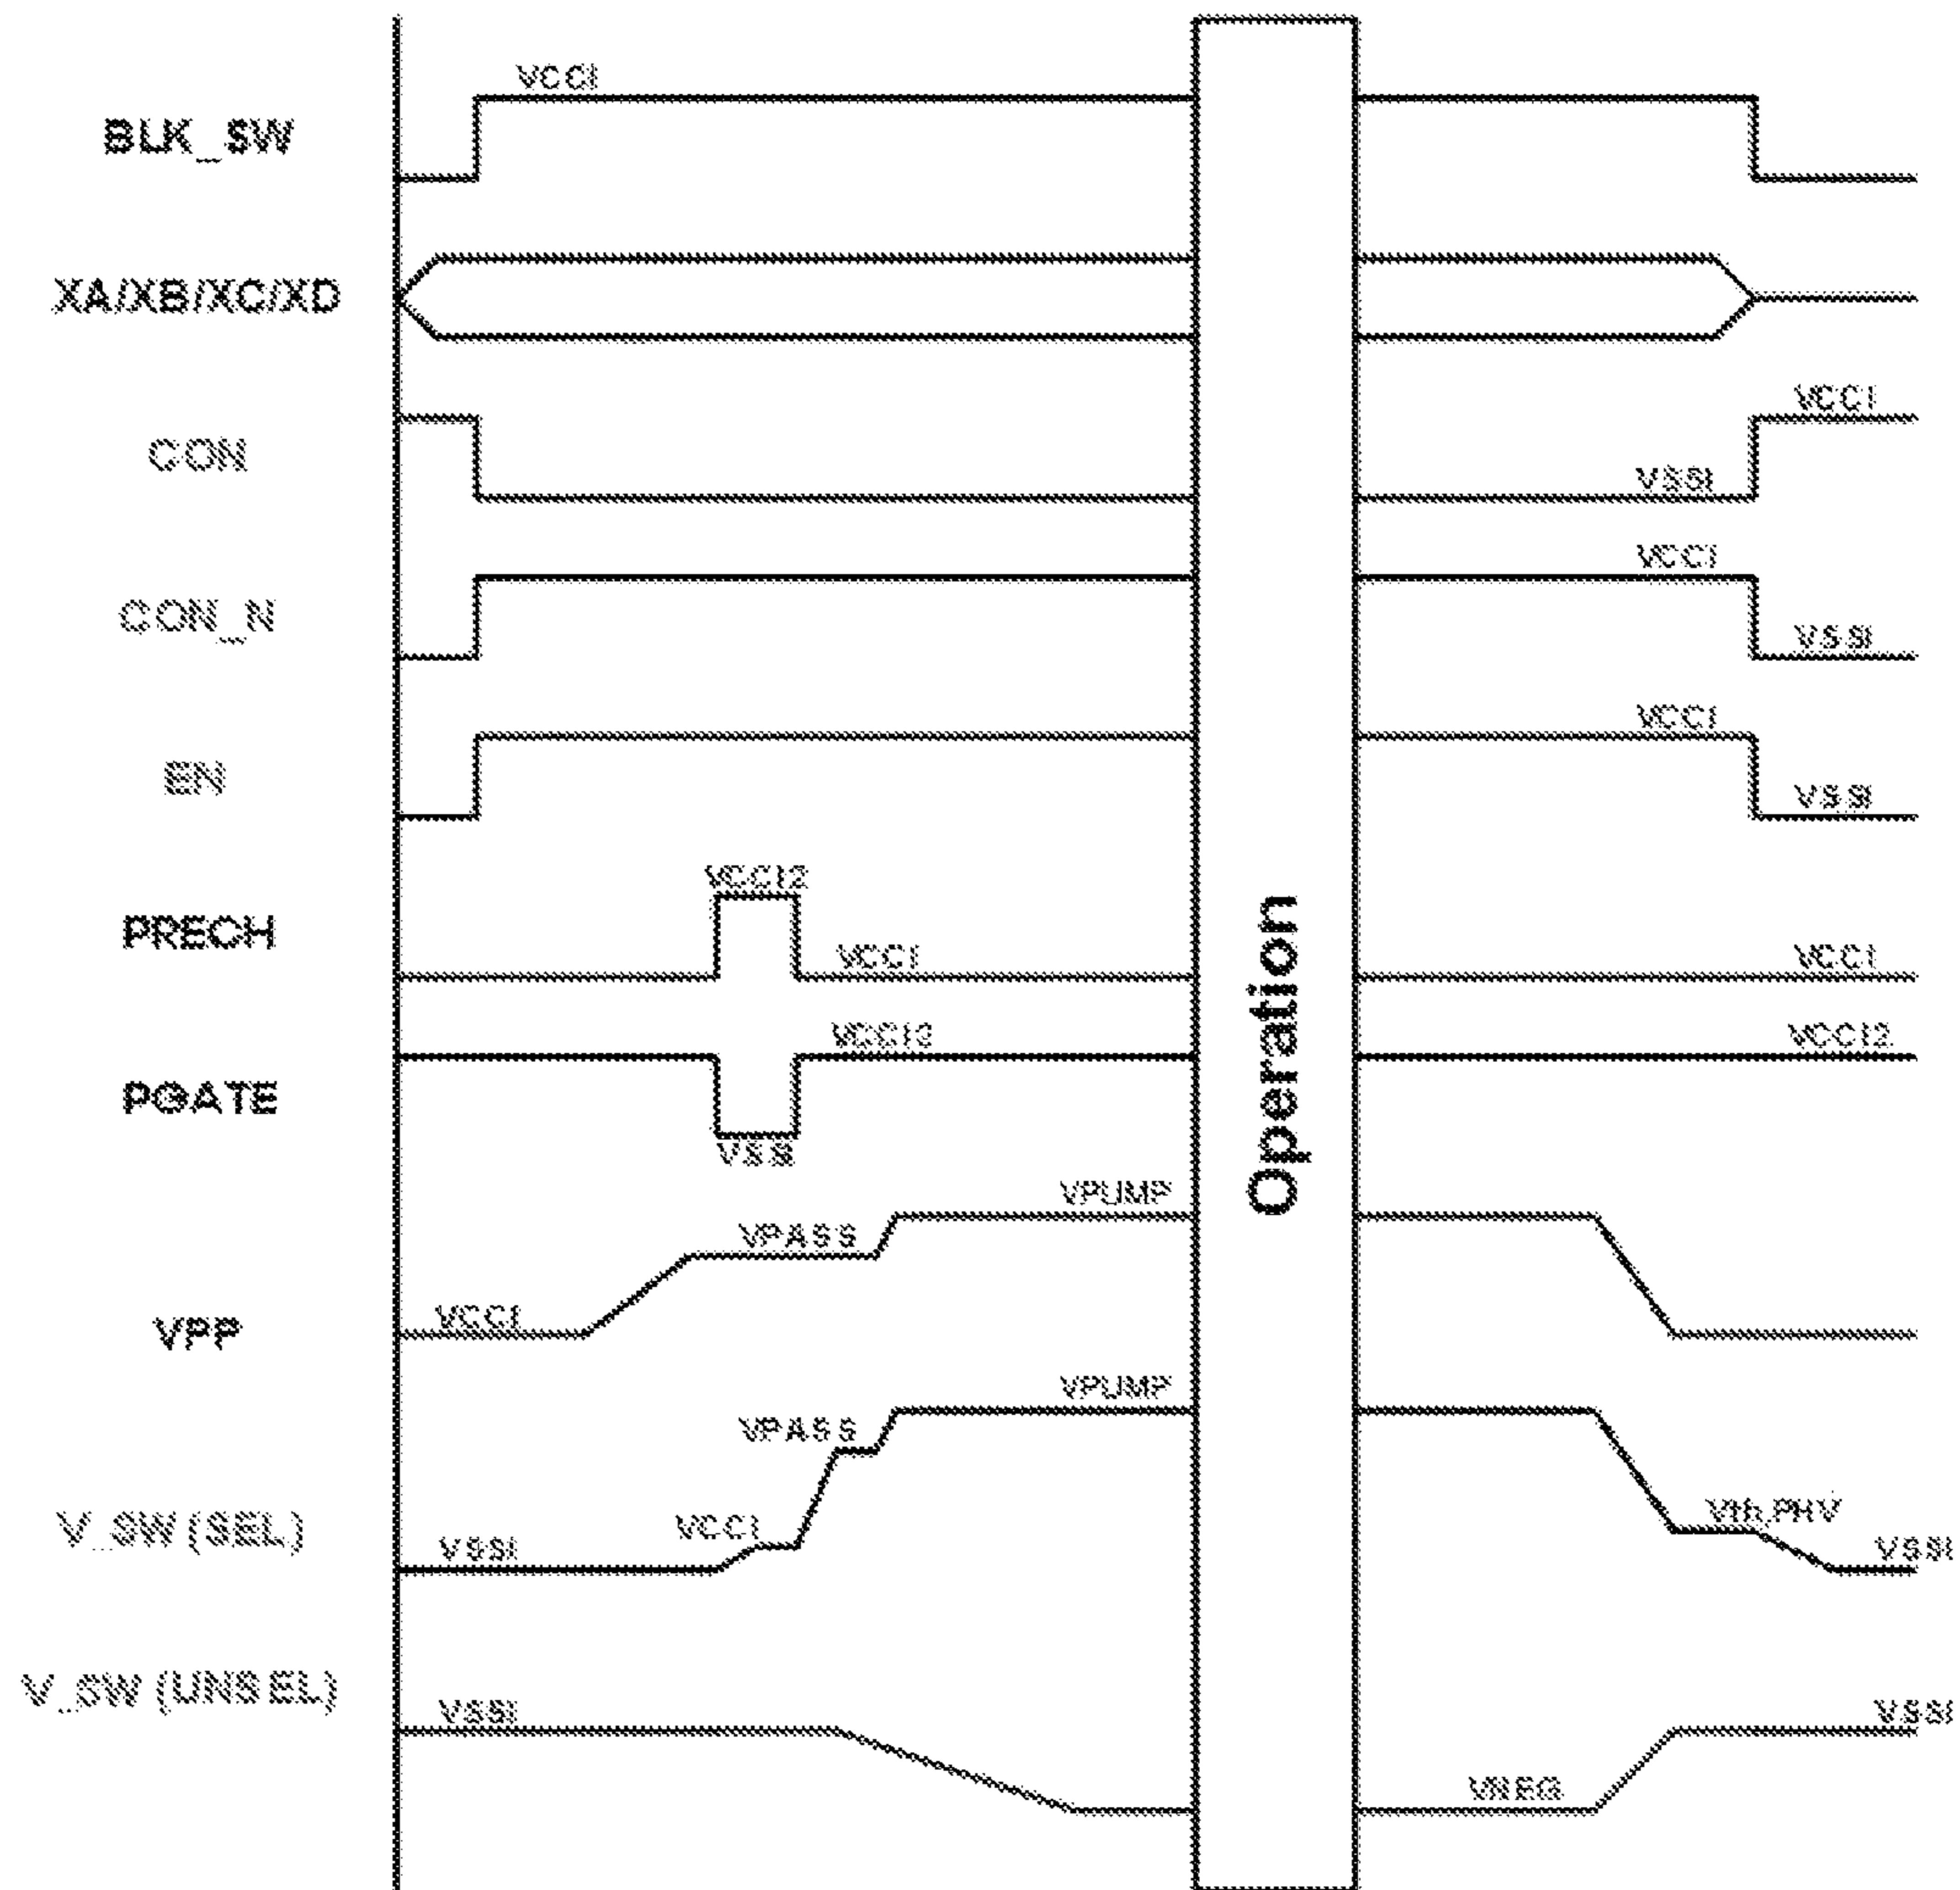 VCCI
BLK_SW
XA/XB/XC/XD
VCCI
CON
VSSI
VCCI
CON_N
VSSI
VCCI
EN
VSSI
VCCI2
PRECH
VCCI
VCCI
VCCI2
VCCI2
PGATE
VSSI
VPUMP
VPASS
VPP
VCCI
Operation
VPUMP
VPASS
VCCI
Vth,PHV
V_SW (SEL)
VSSI
VSSI
V_SW (UNSEL)
VSSI
VSSI
VNEG